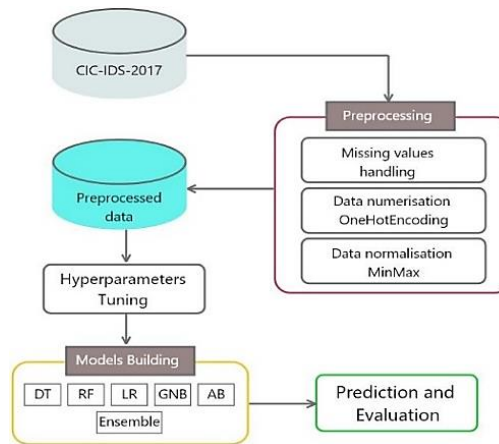 CIC-IDS-2017
Preprocessing
Missing values
handling
Data numerisation
OneHotEncoding
Data normalisation
MinMax
Preprocessed
data
Hyperparameters
Tuning
Models Building
DT RF LR GNB AB
Ensemble
Prediction and
Evaluation